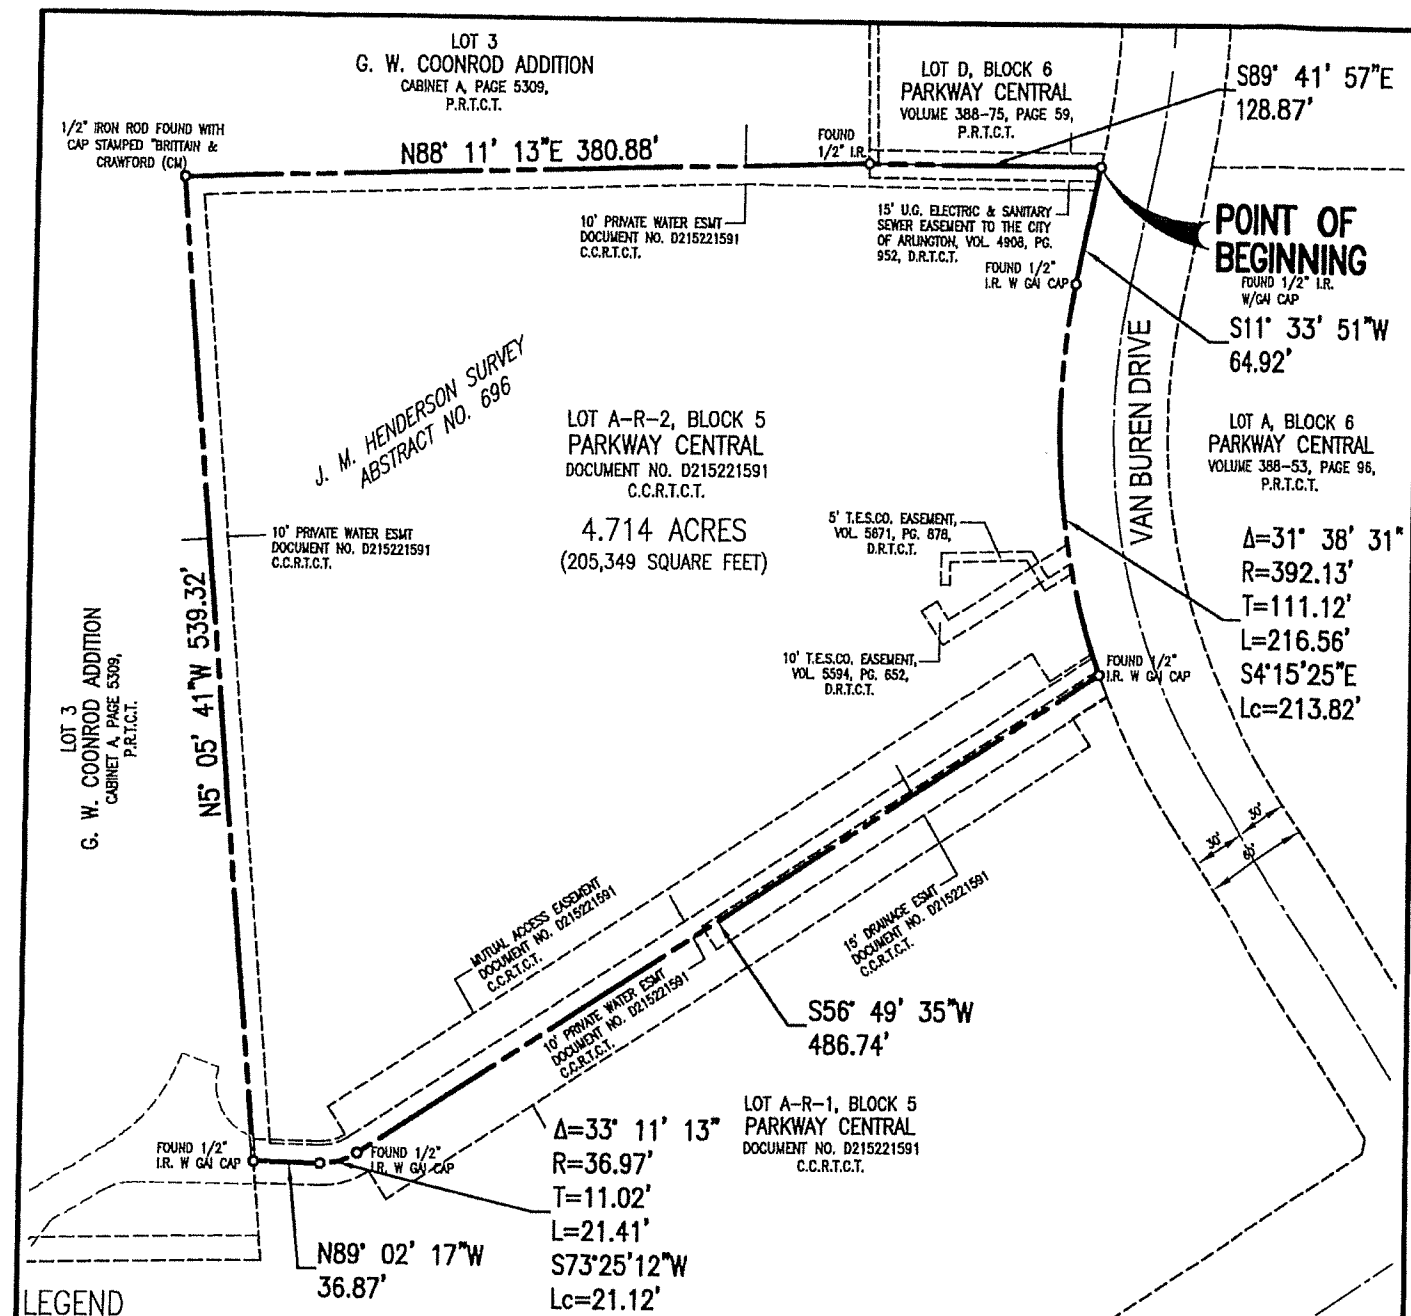 LOT 3
G. W. COONROD ADDITION
CABINET A, PAGE 5309,
P.R.T.C.T.
LOT D, BLOCK 6
PARKWAY CENTRAL
VOLUME 388-75, PAGE 59,
P.R.T.C.T.
S89° 41' 57"E
128.87'
1/2" IRON ROD FOUND WITH
CAP STAMPED "BRITTAIN &
CRAWFORD (CM)
N88° 11' 13"E 380.88'
FOUND
1/2" I.R.
10' PRIVATE WATER ESMT
DOCUMENT NO. D215221591
C.C.R.T.C.T.
15' U.G. ELECTRIC & SANITARY
SEWER EASEMENT TO THE CITY
OF ARLINGTON, VOL. 4908, PG.
952, D.R.T.C.T.
POINT OF
BEGINNING
FOUND 1/2" I.R.
W/GAI CAP
FOUND 1/2"
I.R. W GAI CAP
S11° 33' 51"W
64.92'
VAN BUREN DRIVE
J. M. HENDERSON SURVEY
ABSTRACT NO. 696
LOT A-R-2, BLOCK 5
PARKWAY CENTRAL
DOCUMENT NO. D215221591
C.C.R.T.C.T.
4.714 ACRES
(205,349 SQUARE FEET)
LOT A, BLOCK 6
PARKWAY CENTRAL
VOLUME 388-53, PAGE 96,
P.R.T.C.T.
10' PRIVATE WATER ESMT
DOCUMENT NO. D215221591
C.C.R.T.C.T.
5' T.E.S.CO. EASEMENT,
VOL. 5871, PG. 878,
D.R.T.C.T.
Δ=31° 38' 31"
R=392.13'
T=111.12'
L=216.56'
S4°15'25"E
Lc=213.82'
N5° 05' 41"W 539.32'
LOT 3
G. W. COONROD ADDITION
CABINET A, PAGE 5309,
P.R.T.C.T.
10' T.E.S.CO. EASEMENT,
VOL. 5594, PG. 652,
D.R.T.C.T.
FOUND 1/2"
I.R. W GAI CAP
30'
30'
60'
MUTUAL ACCESS EASEMENT
DOCUMENT NO. D215221591
C.C.R.T.C.T.
15' DRAINAGE ESMT
DOCUMENT NO. D215221591
C.C.R.T.C.T.
10' PRIVATE WATER ESMT
DOCUMENT NO. D215221591
C.C.R.T.C.T.
S56° 49' 35"W
486.74'
LOT A-R-1, BLOCK 5
PARKWAY CENTRAL
DOCUMENT NO. D215221591
C.C.R.T.C.T.
FOUND 1/2"
I.R. W GAI CAP
FOUND 1/2"
I.R. W GAI CAP
Δ=33° 11' 13"
R=36.97'
T=11.02'
L=21.41'
S73°25'12"W
Lc=21.12'
N89° 02' 17"W
36.87'
LEGEND